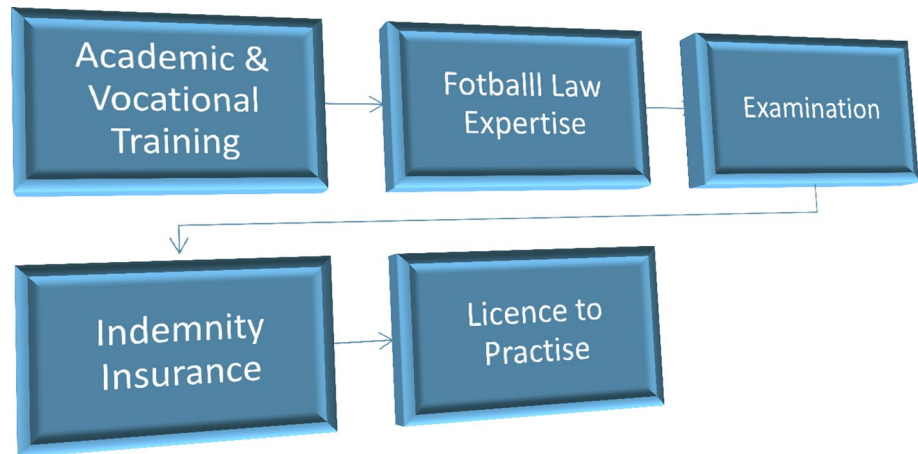 Academic &
Vocational
Training
Fotballl Law
Expertise
Examination
Indemnity
Insurance
Licence to
Practise